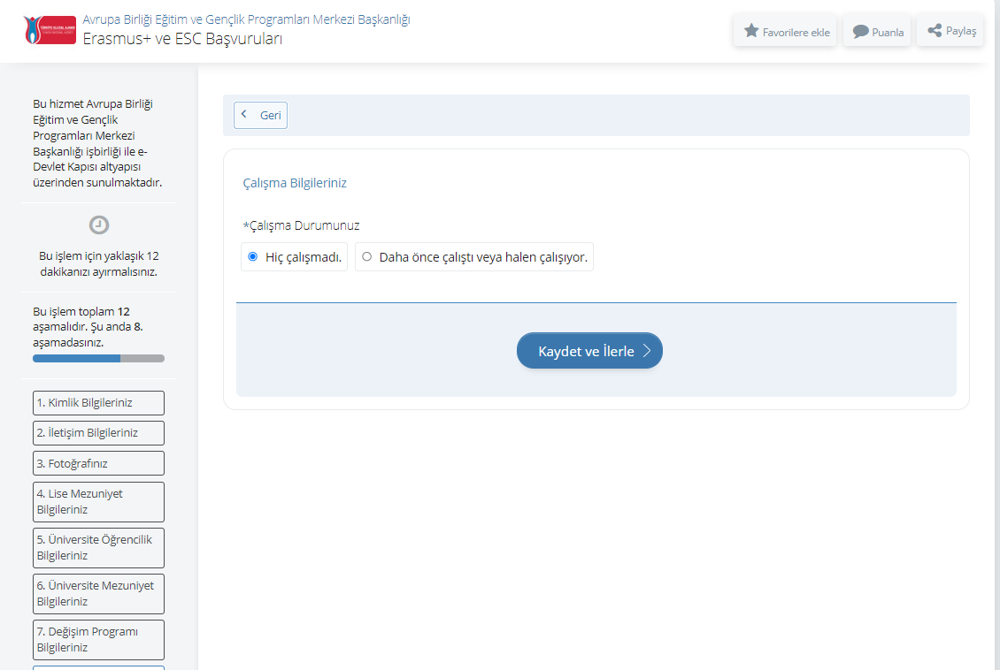 Avrupa Birliği Eğitim ve Gençlik Programları Merkezi Başkanlığı
Erasmus+ ve ESC Başvuruları
Favorilere ekle
Puanla
Paylaş
Bu hizmet Avrupa Birliği
Eğitim ve Gençlik
Programları Merkezi
Başkanlığı işbirliği ile e-
Devlet Kapısı altyapısı
üzerinden sunulmaktadır.
Bu işlem için yaklaşık 12
dakikanızı ayırmalısınız.
Bu işlem toplam 12
aşamalıdır. Şu anda 8.
aşamadasınız.
1. Kimlik Bilgileriniz
2. İletişim Bilgileriniz
3. Fotoğrafınız
4. Lise Mezuniyet
Bilgileriniz
5. Üniversite Öğrencilik
Bilgileriniz
6. Üniversite Mezuniyet
Bilgileriniz
7. Değişim Programı
Bilgileriniz
Geri
Çalışma Bilgileriniz
*Çalışma Durumunuz
Hiç çalışmadı.
Daha önce çalıştı veya halen çalışıyor.
Kaydet ve İlerle